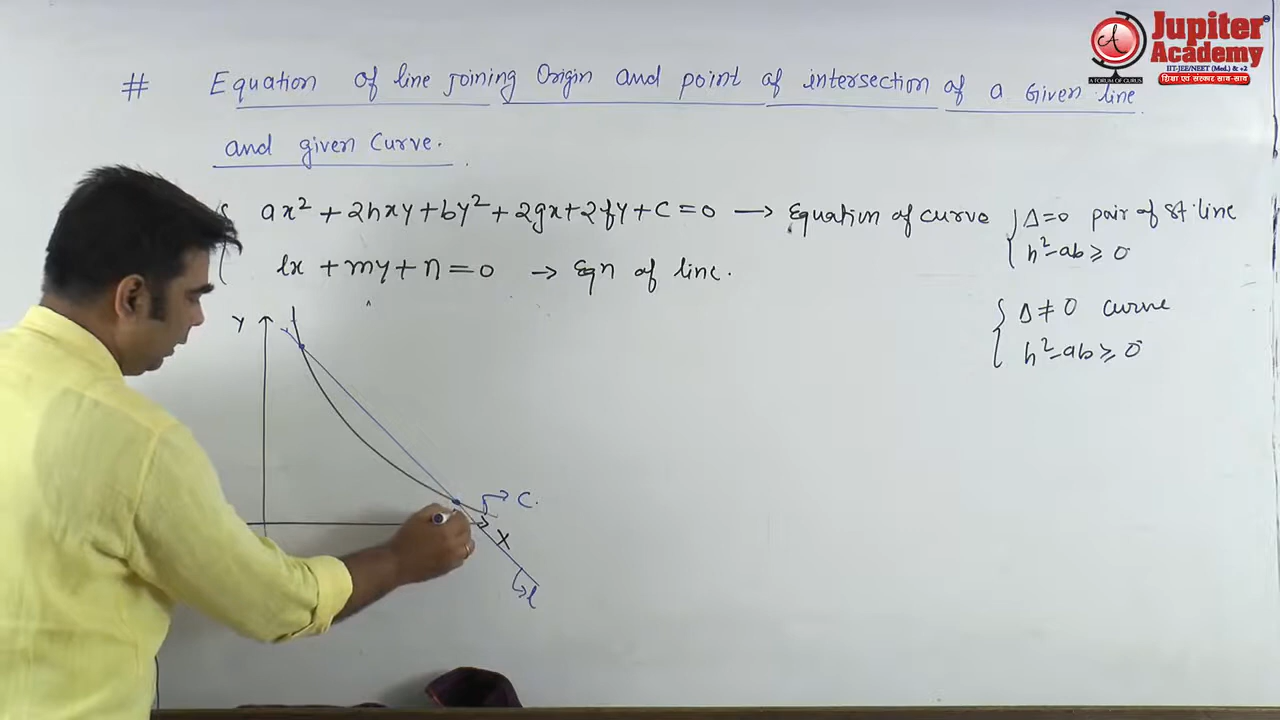 Jupiter
Academy
IIT-JEE/NEET (Med.) & +2
A FORUM OF GURUS
शिक्षा एवं संस्कार साथ-साथ
# Equation of line joining Origin and point of intersection of a Given line
and given Curve.
ax² + 2hxy + by² + 2gx + 2fy + C = 0 → Equation of curve
lx + my + n = 0 → Eqn of line.
Δ=0 pair of st. line
h²-ab ≥ 0
Δ ≠ 0 curve
h²-ab ≥ 0
Y
C.
X
l